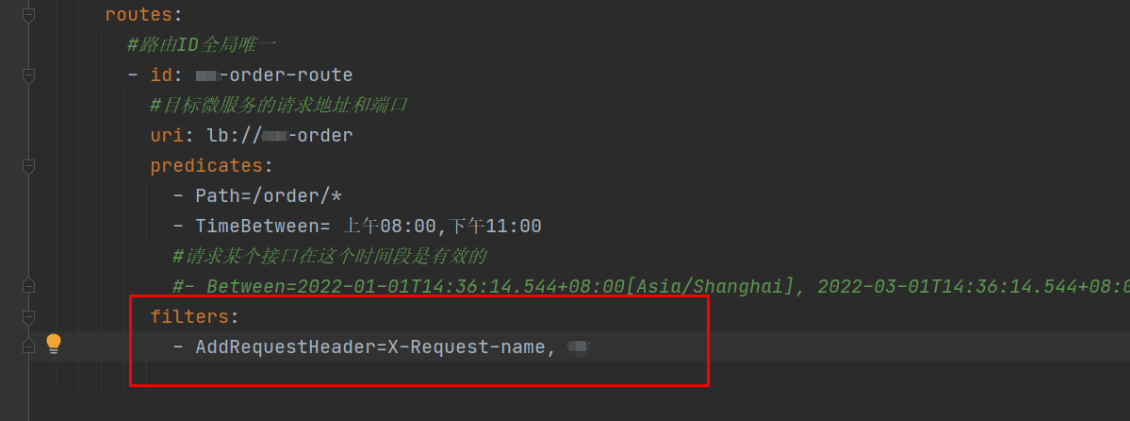 routes:
#路由ID全局唯一
- id: -order-route
#目标微服务的请求地址和端口
uri: lb://-order
predicates:
- Path=/order/*
- TimeBetween= 上午08:00,下午11:00
#请求某个接口在这个时间段是有效的
#- Between=2022-01-01T14:36:14.544+08:00[Asia/Shanghai], 2022-03-01T14:36:14.544+08:0
filters:
- AddRequestHeader=X-Request-name,